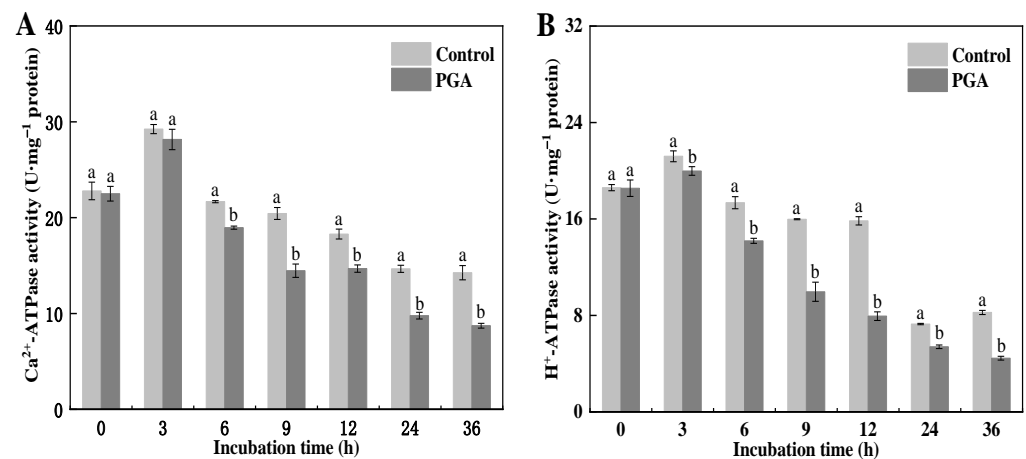 A
Ca²⁺-ATPase activity (U·mg⁻¹ protein)
40
30
20
10
0
Control
PGA
a a
a a
a b
a b
a b
a b
a b
0 3 6 9 12 24 36
Incubation time (h)
B
H⁺-ATPase activity (U·mg⁻¹ protein)
32
24
16
8
0
Control
PGA
a a
a b
a b
a b
a b
a b
a b
0 3 6 9 12 24 36
Incubation time (h)